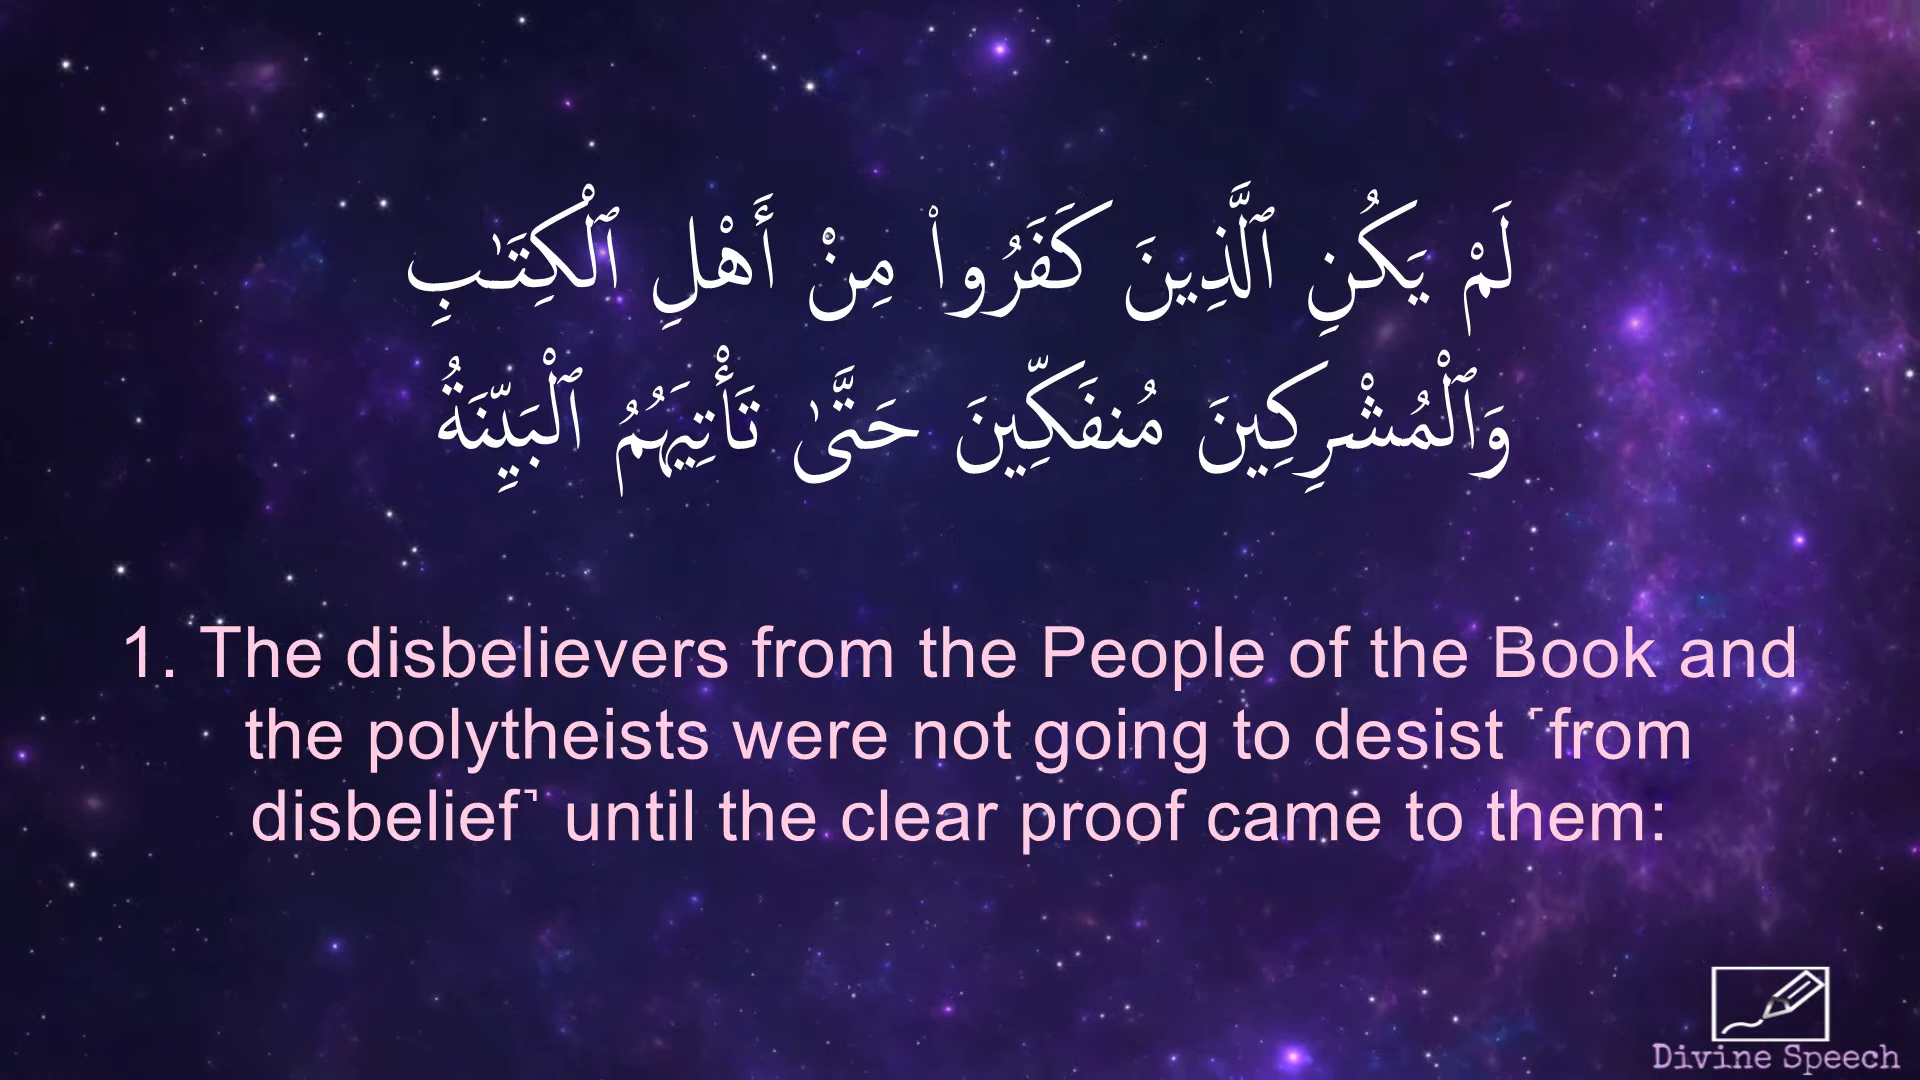 لَمْ يَكُنِ ٱلَّذِينَ كَفَرُوا۟ مِنْ أَهْلِ ٱلْكِتَـٰبِ
وَٱلْمُشْرِكِينَ مُنفَكِّينَ حَتَّىٰ تَأْتِيَهُمُ ٱلْبَيِّنَةُ
1. The disbelievers from the People of the Book and
the polytheists were not going to desist ˹from
disbelief˺ until the clear proof came to them:
Divine Speech